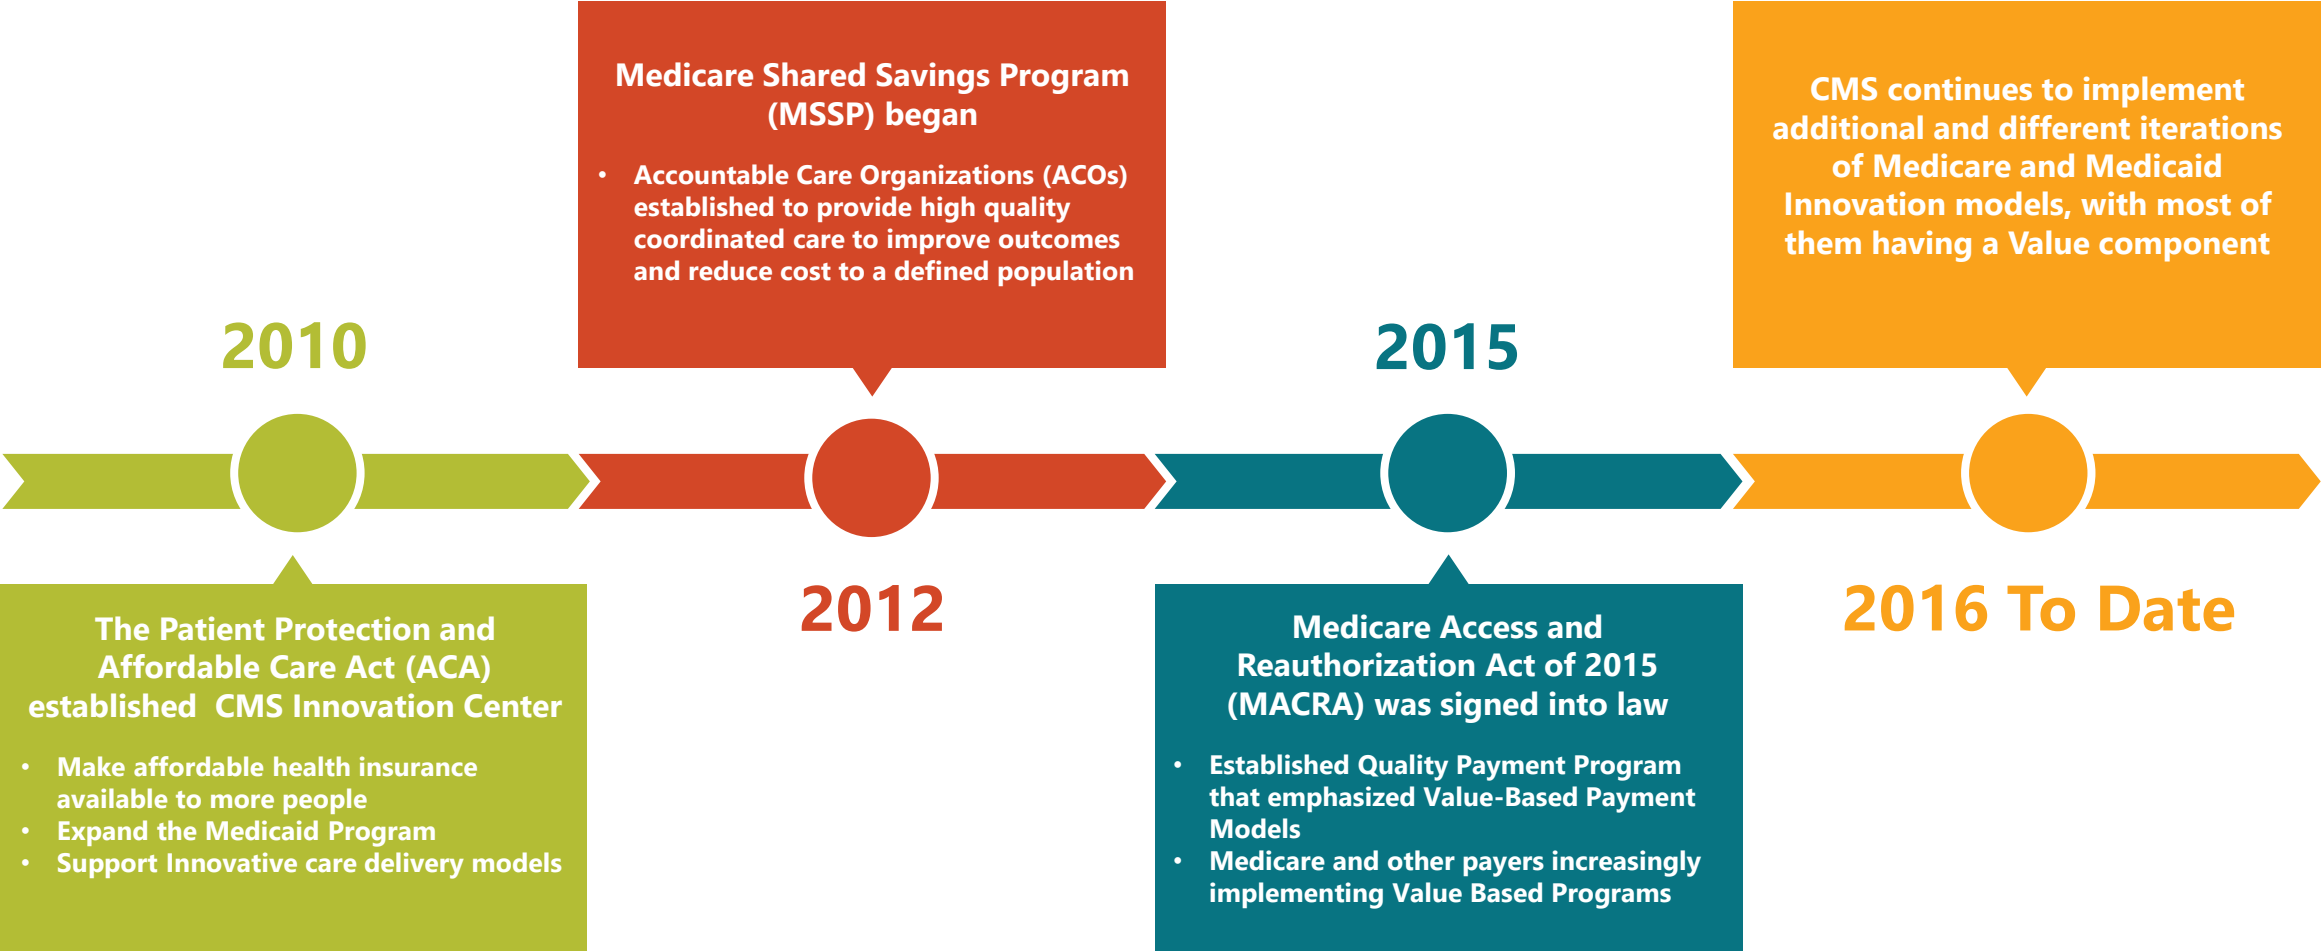 2010
The Patient Protection and
Affordable Care Act (ACA)
established CMS Innovation Center
• Make affordable health insurance
available to more people
• Expand the Medicaid Program
• Support Innovative care delivery models
Medicare Shared Savings Program
(MSSP) began
• Accountable Care Organizations (ACOs)
established to provide high quality
coordinated care to improve outcomes
and reduce cost to a defined population
2012
2015
Medicare Access and
Reauthorization Act of 2015
(MACRA) was signed into law
• Established Quality Payment Program
that emphasized Value-Based Payment
Models
• Medicare and other payers increasingly
implementing Value Based Programs
CMS continues to implement
additional and different iterations
of Medicare and Medicaid
Innovation models, with most of
them having a Value component
2016 To Date